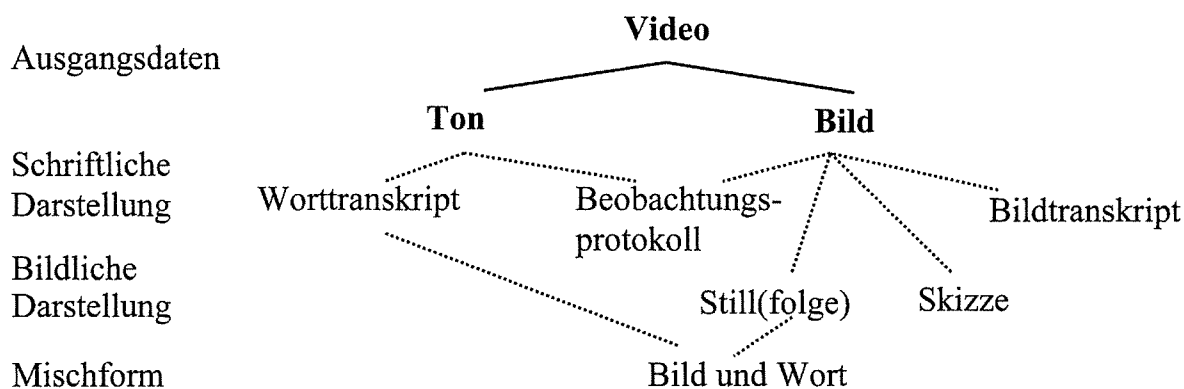 Video
Ausgangsdaten
Ton Bild
Schriftliche
Darstellung
Worttranskript Beobachtungs-
protokoll
Bildtranskript
Bildliche
Darstellung
Still(folge) Skizze
Mischform Bild und Wort